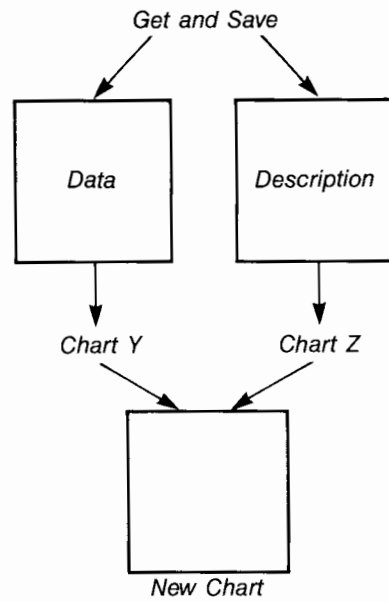 Get and Save
Data
Description
Chart Y
Chart Z
New Chart